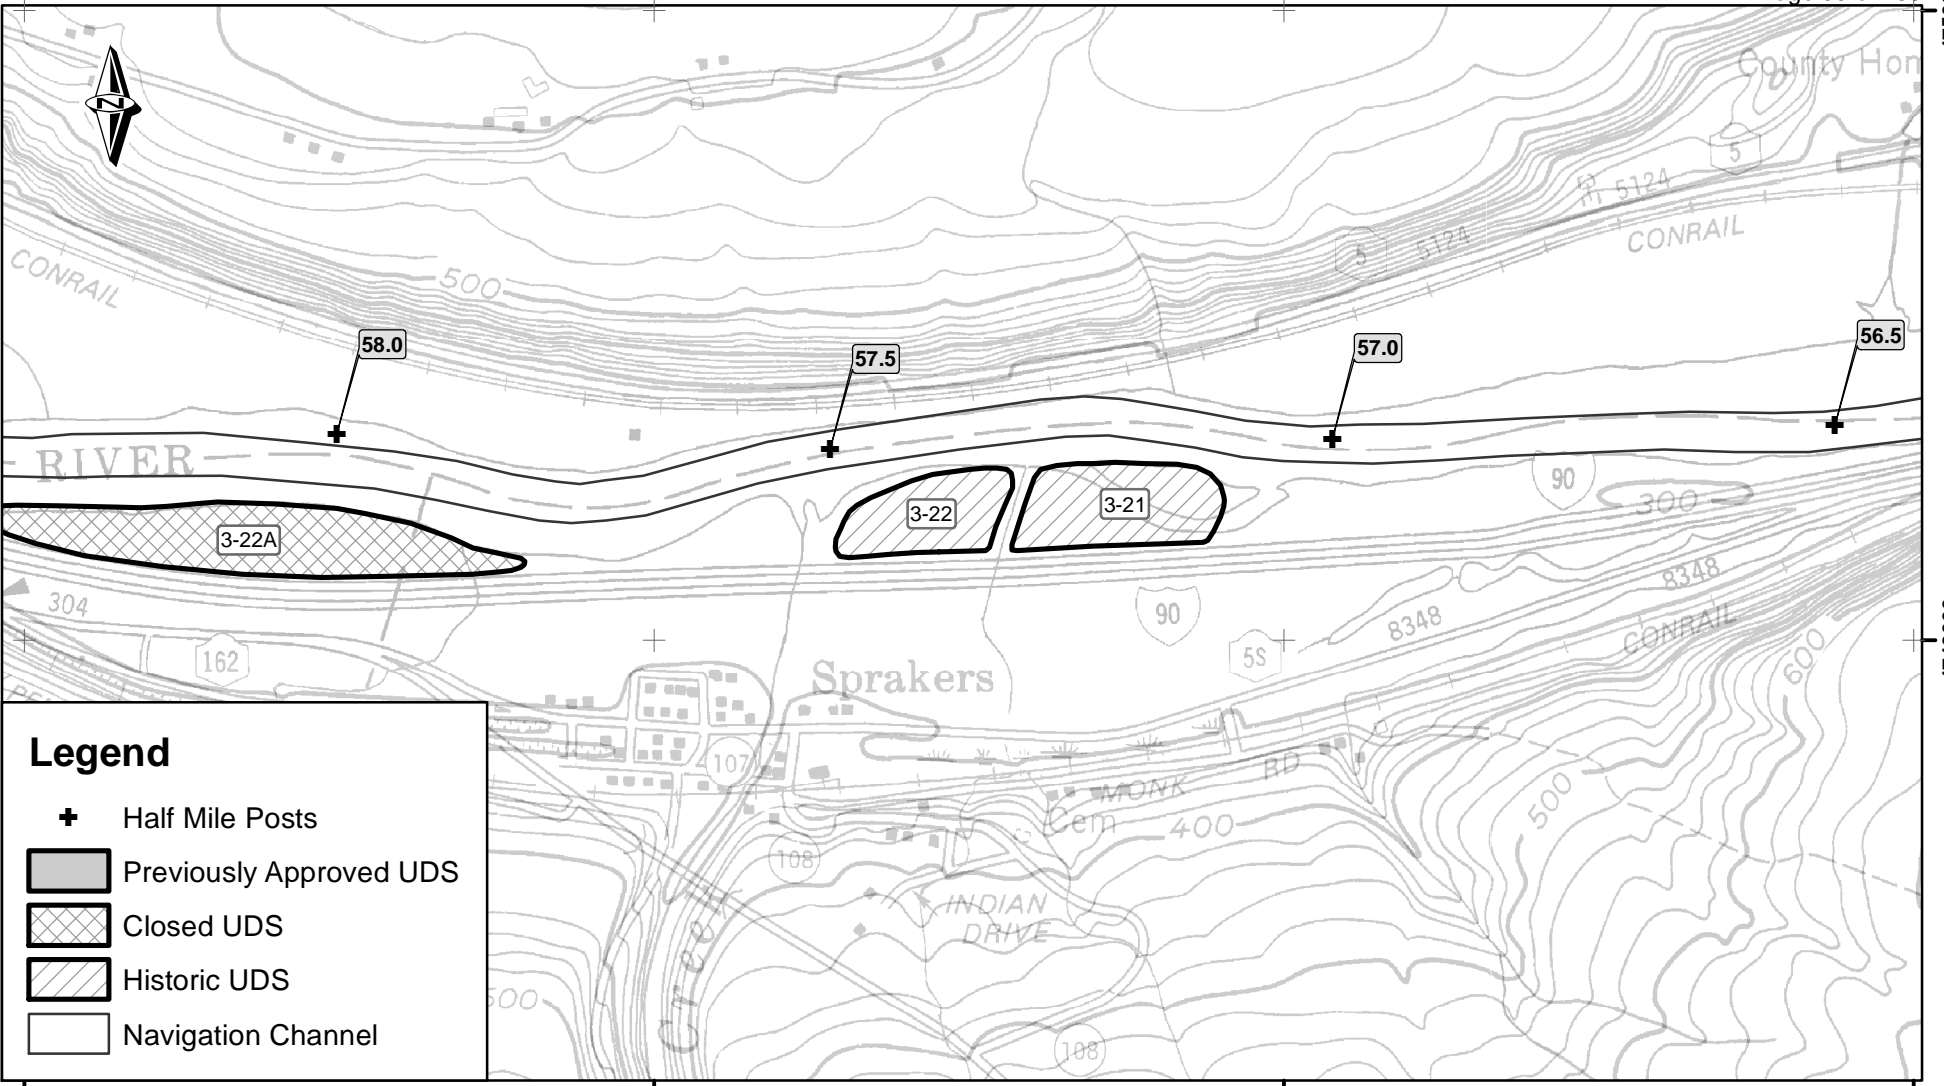 County Hom
N
5
5124
5
5124
CONRAIL
CONRAIL
500
58.0
57.5
57.0
56.5
RIVER
90
300
3-22
3-21
3-22A
304
8348
8348
90
CONRAIL
162
5S
600
Sprakers
107
MONK RD
Cem
400
500
108
INDIAN
DRIVE
Creek
500
108
Legend
Half Mile Posts
Previously Approved UDS
Closed UDS
Historic UDS
Navigation Channel